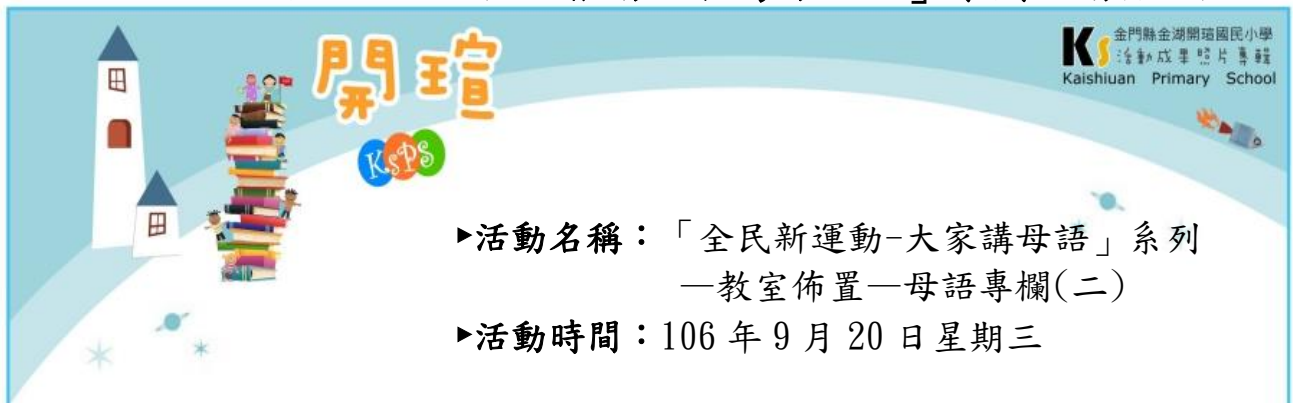 開瑄
KSPS
金門縣金湖開瑄國民小學
活動成果照片專輯
Kaishiuan Primary School
▸活動名稱：「全民新運動-大家講母語」系列
—教室佈置—母語專欄(二)
▸活動時間：106 年 9 月 20 日星期三